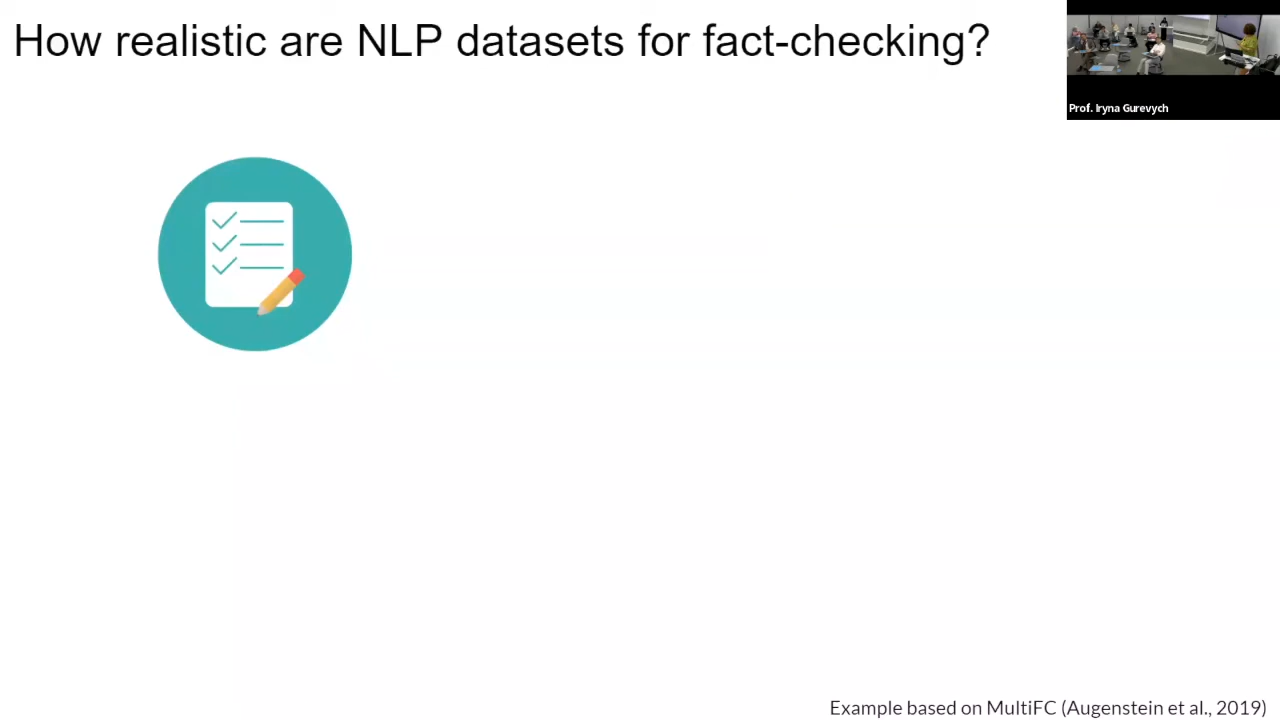 How realistic are NLP datasets for fact-checking?
Prof. Iryna Gurevych
Example based on MultiFC (Augenstein et al., 2019)